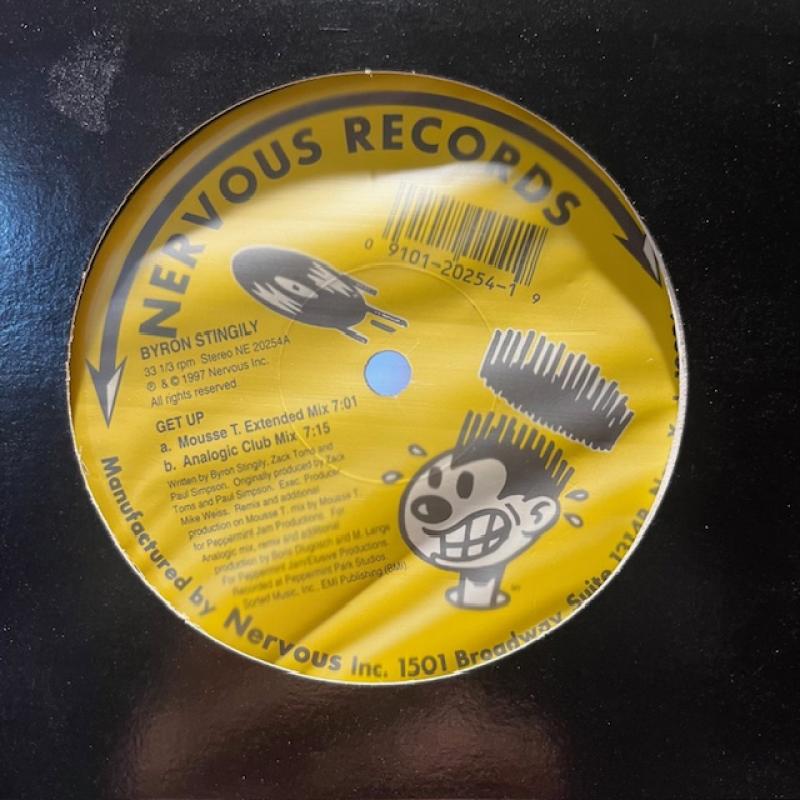 NERVOUS RECORDS
0 9101-20254-1 9
BYRON STINGILY
33 1/3 rpm Stereo NE 20254A
℗ & © 1997 Nervous Inc.
All rights reserved
GET UP
a. Mousse T. Extended Mix 7:01
b. Analogic Club Mix 7:15
Written by Byron Stingily, Zack Toms and
Paul Simpson. Originally produced by Zack
Toms and Paul Simpson. Exec. Producer
Mike Weiss. Remix and additional
production on Mousse T. mix by Mousse T.
for Peppermint Jam Productions. For
Analogic mix, remix and additional
production by Boris Dlugosch and M. Lange
For Peppermint Jam/Elusive Productions.
Recorded at Peppermint Park Studios.
Sorted Music, Inc., EMI Publishing (BMI)
Manufactured by Nervous Inc. 1501 Broadway, Suite 1314B, N